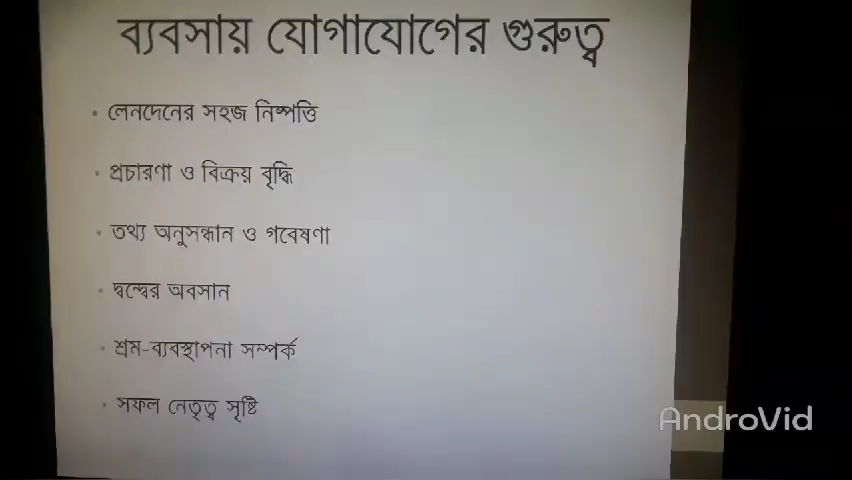 ব্যবসায় যোগাযোগের গুরুত্ব
• লেনদেনের সহজ নিষ্পত্তি
• প্রচারণা ও বিক্রয় বৃদ্ধি
• তথ্য অনুসন্ধান ও গবেষণা
• দ্বন্দ্বের অবসান
• শ্রম-ব্যবস্থাপনা সম্পর্ক
• সফল নেতৃত্ব সৃষ্টি
AndroVid